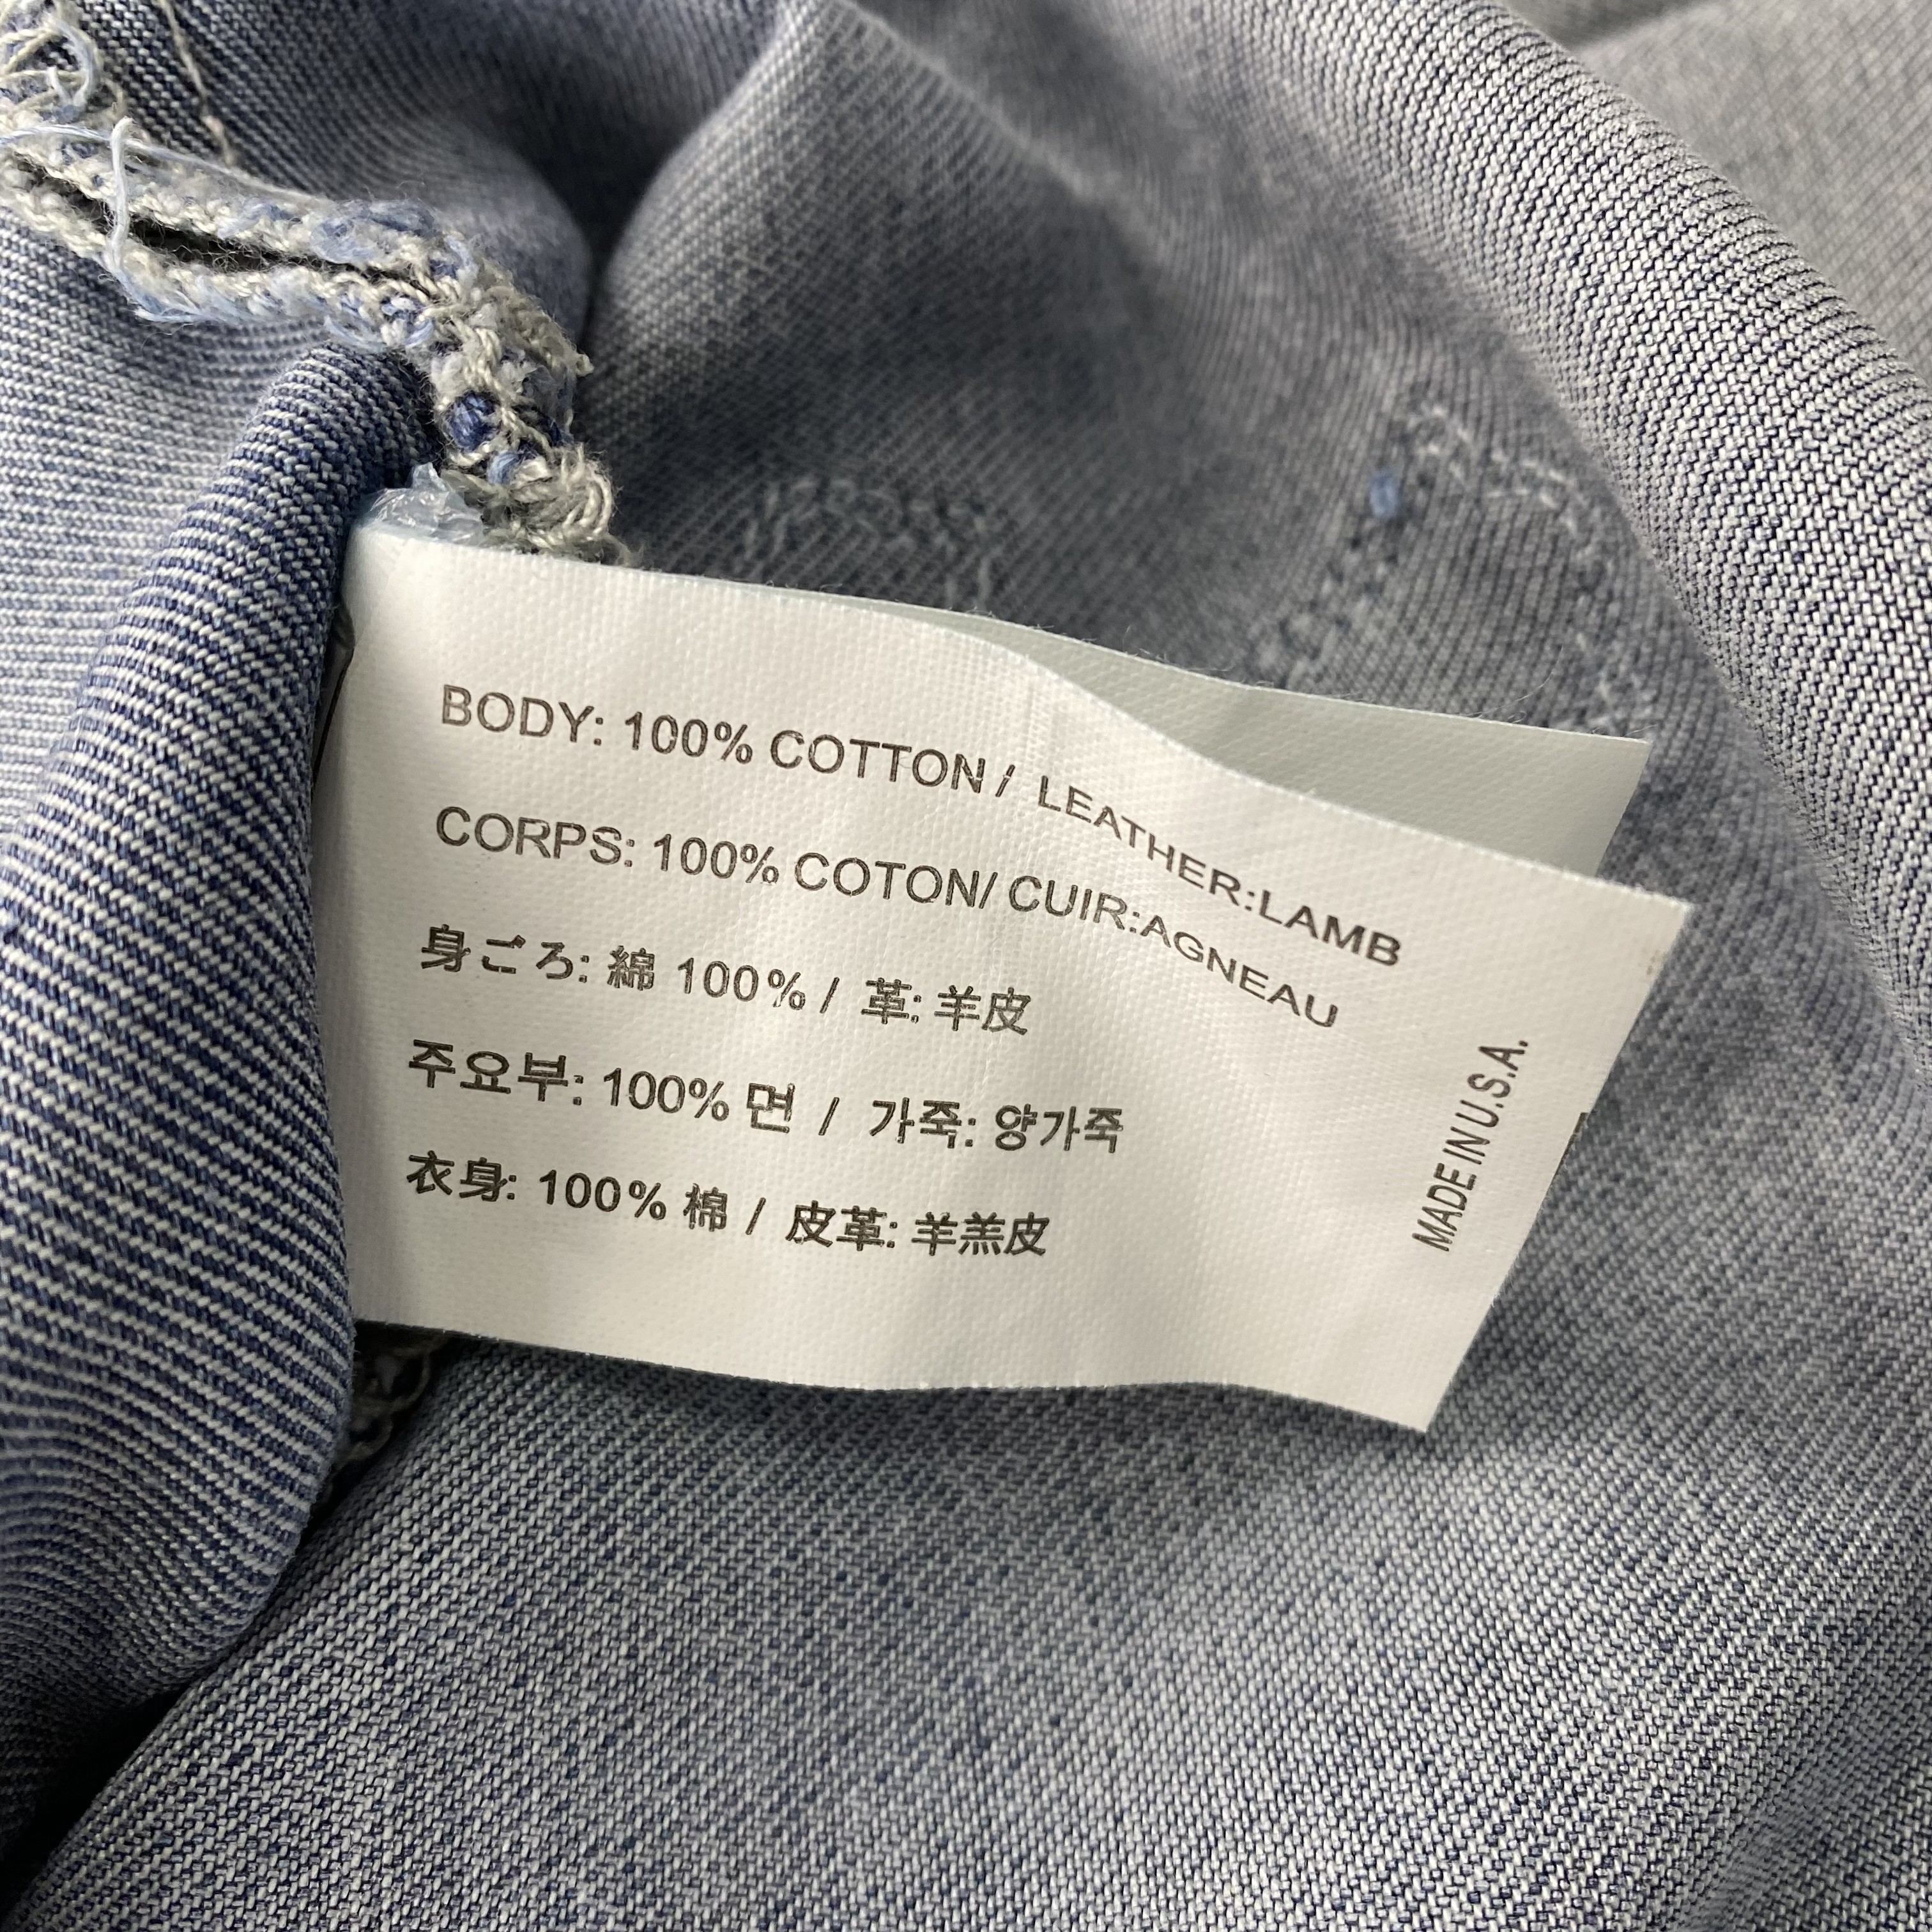 BODY: 100% COTTON / LEATHER:LAMB
CORPS: 100% COTON/ CUIR:AGNEAU
身ごろ: 綿 100% / 革: 羊皮
주요부: 100% 면 / 가죽: 양가죽
衣身: 100% 棉 / 皮革: 羊羔皮
MADE IN U.S.A.